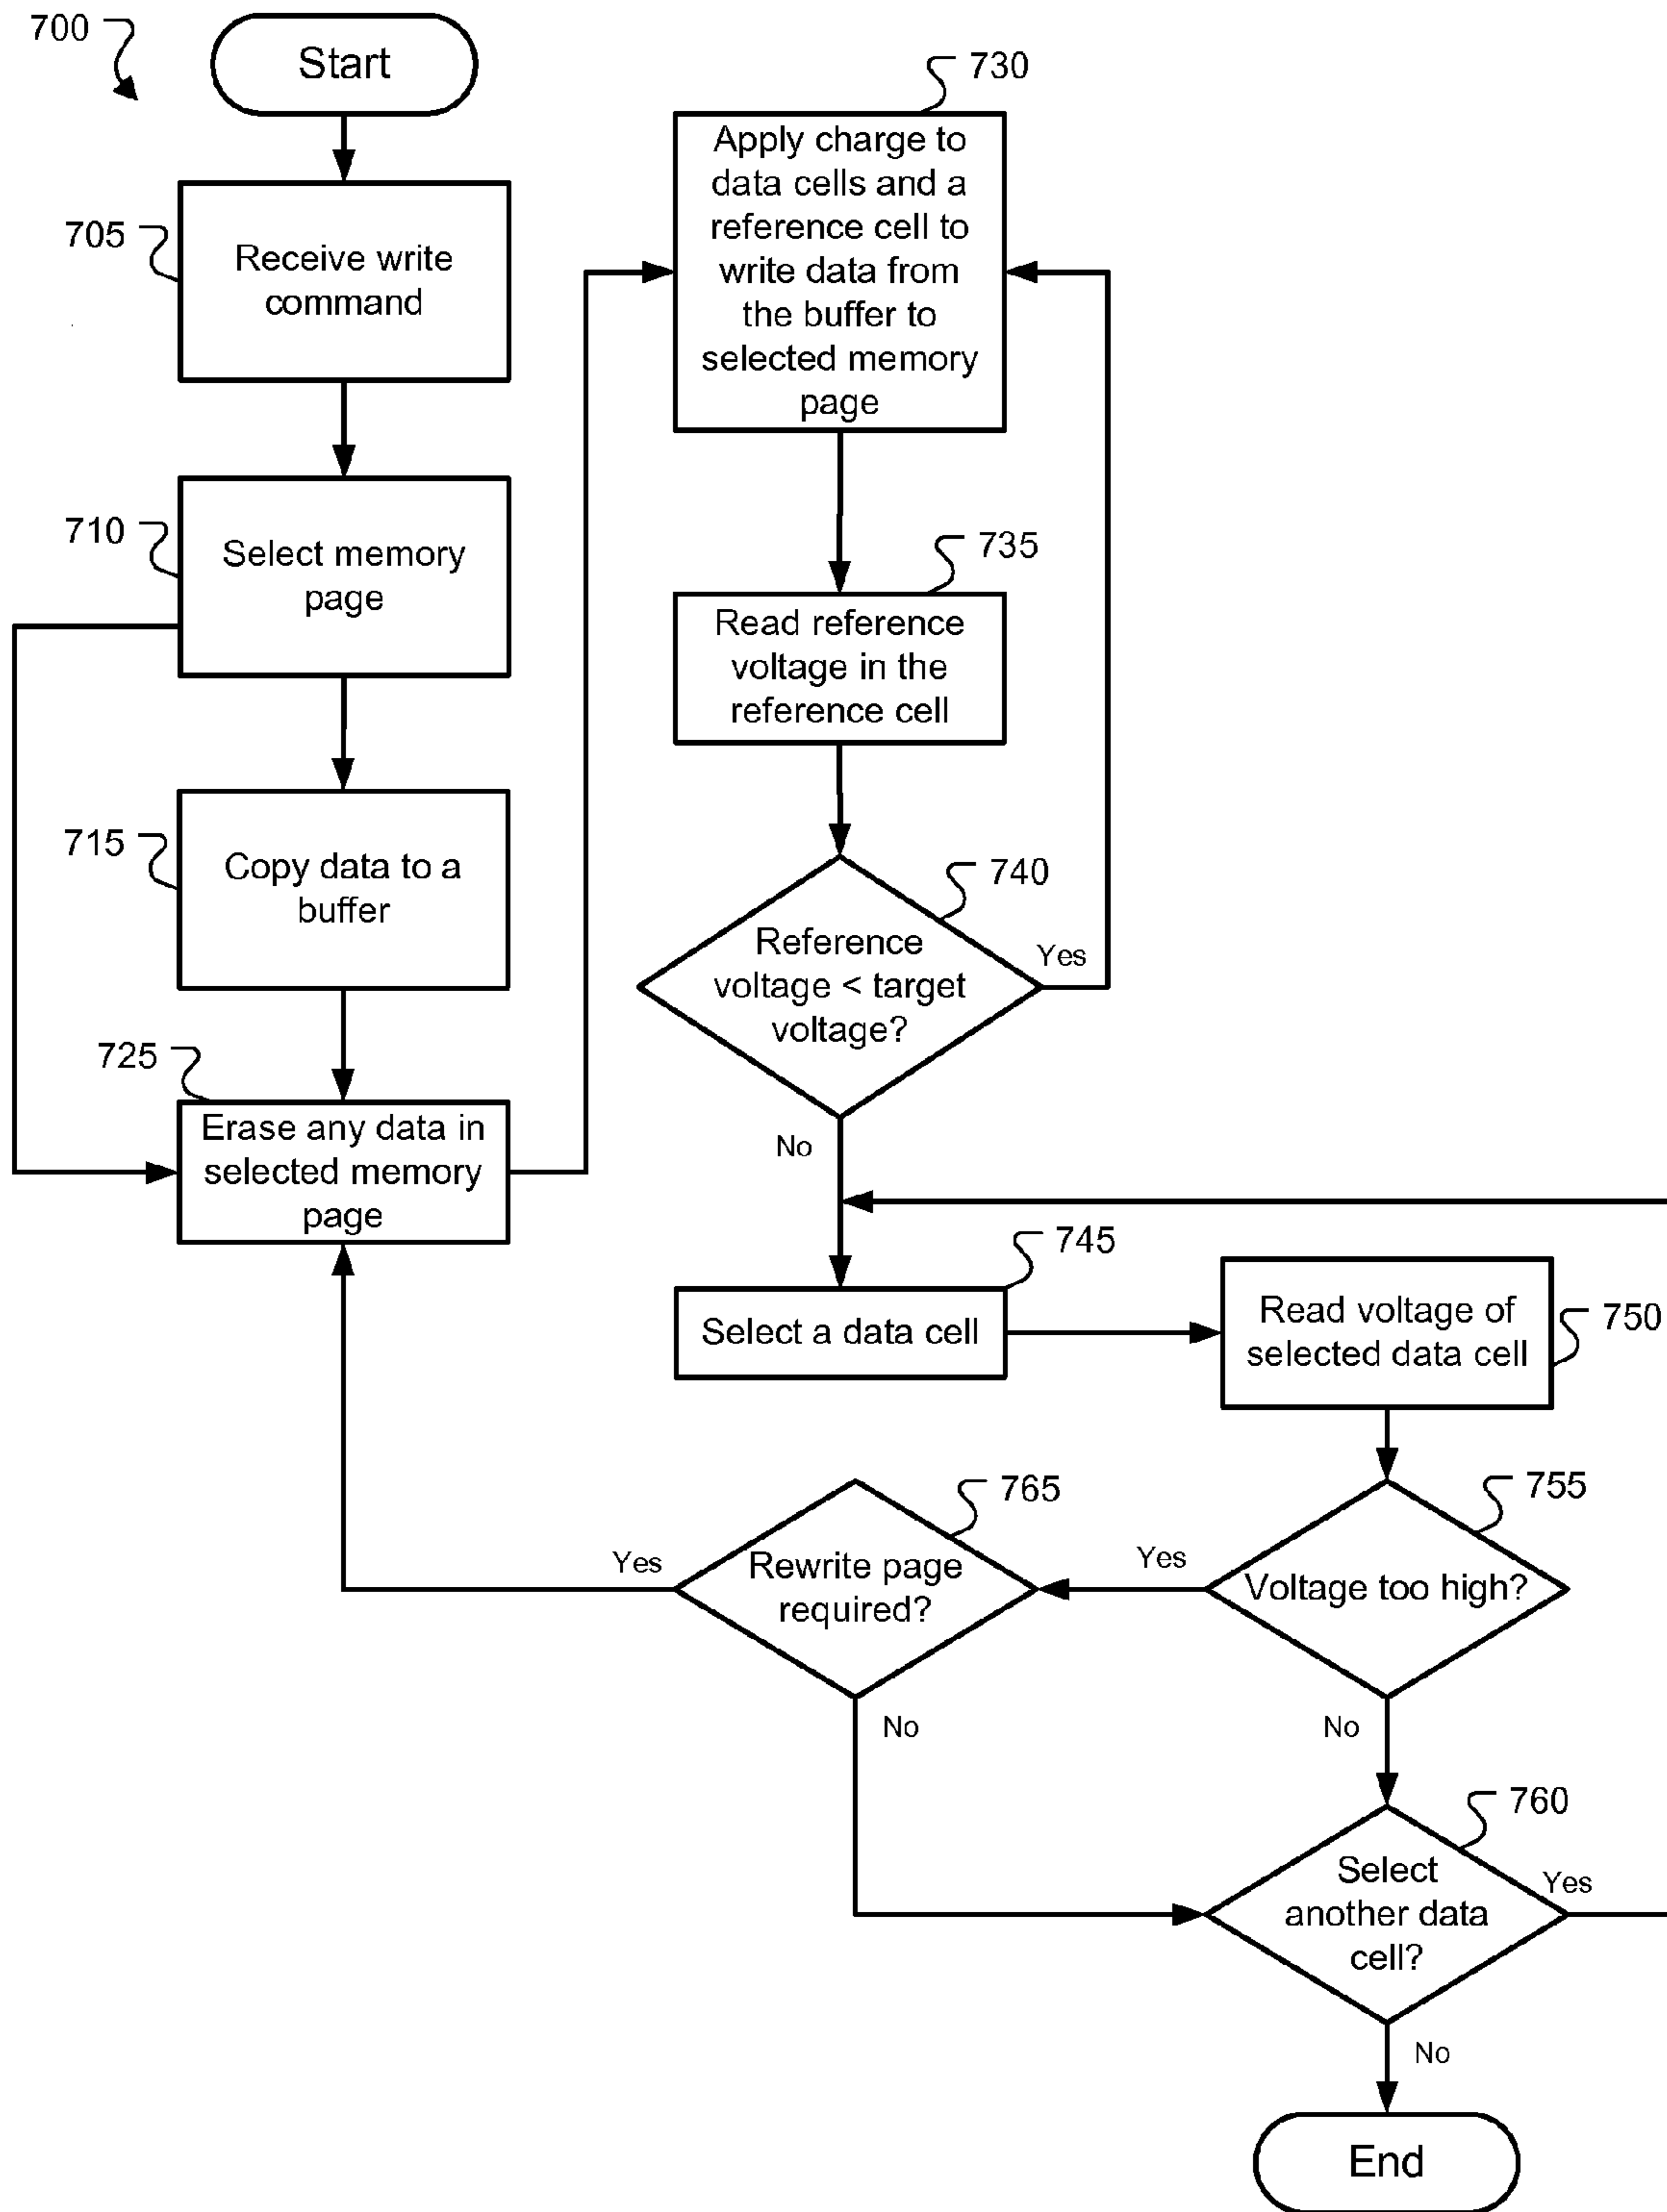 700
Start
705
Receive write
command
710
Select memory
page
715
Copy data to a
buffer
725
Erase any data in
selected memory
page
730
Apply charge to
data cells and a
reference cell to
write data from
the buffer to
selected memory
page
735
Read reference
voltage in the
reference cell
740
Reference
voltage < target
voltage?
Yes
No
745
Select a data cell
750
Read voltage of
selected data cell
755
Voltage too high?
Yes
No
765
Rewrite page
required?
Yes
No
760
Select
another data
cell?
Yes
No
End